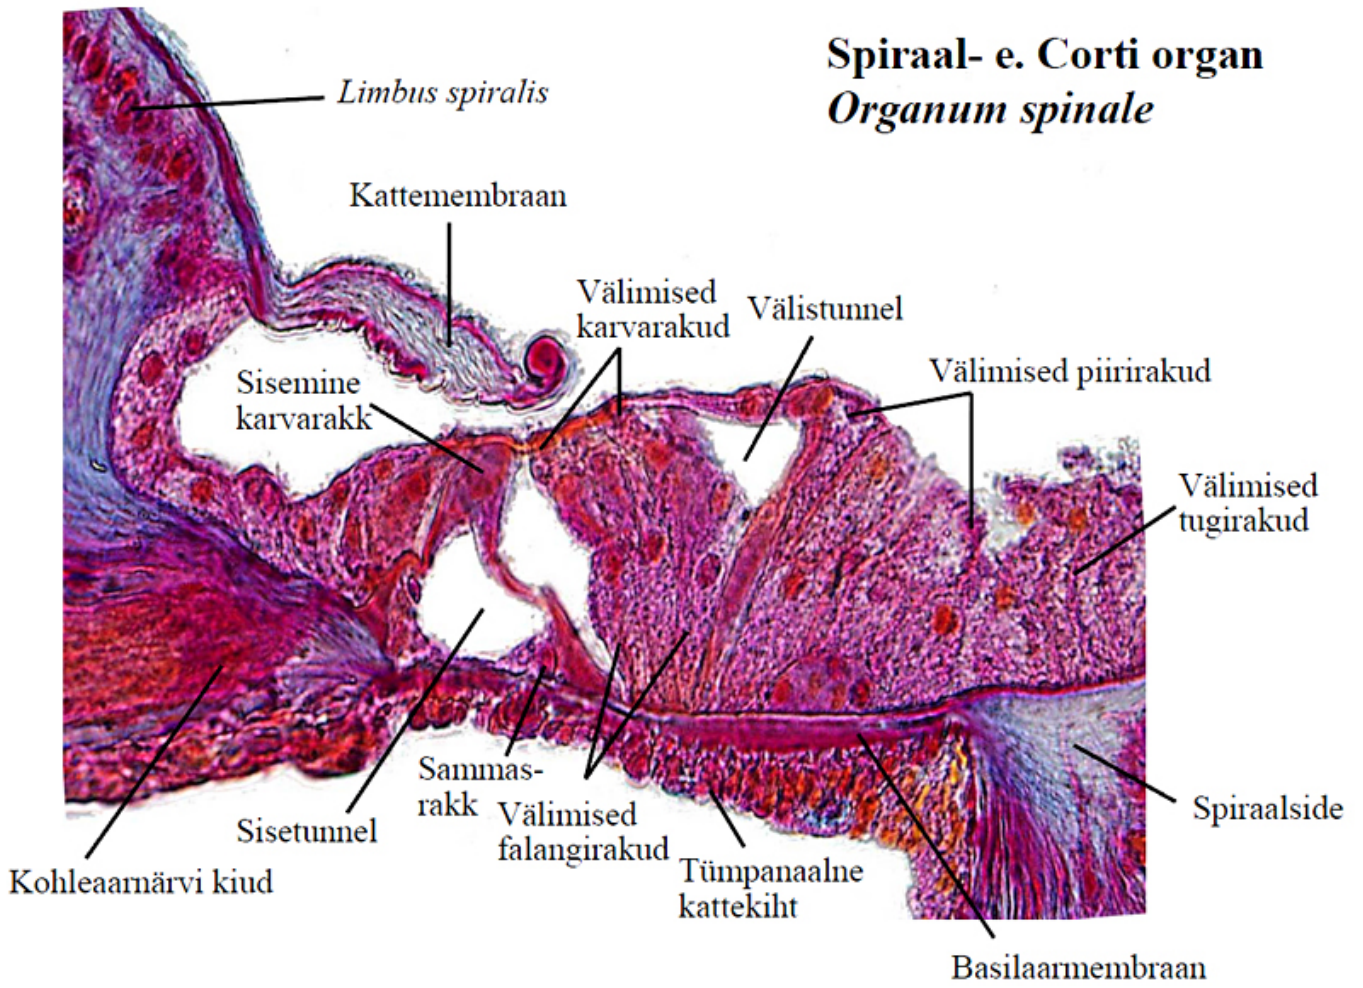 Spiraal- e. Corti organ
Organum spinale
Limbus spiralis
Kattemembraan
Välimised
karvarakud
Välistunnel
Välimised piirirakud
Sisemine
karvarakk
Välimised
tugirakud
Sammas-
rakk
Välimised
falangirakud
Sisetunnel
Spiraalside
Kohleaarnärvi kiud
Tümpanaalne
kattekiht
Basilaarmembraan